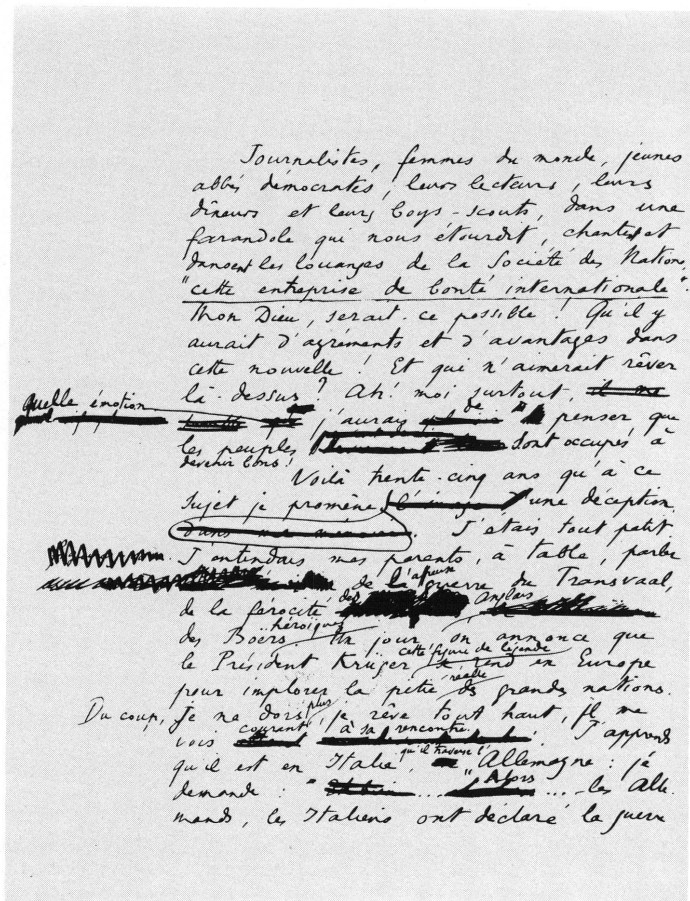 Journalistes, femmes du monde, jeunes
abbés démocrates, leurs lecteurs, leurs
dîneurs et leurs boys-scouts, dans une
farandole qui nous étourdit, chantent
dansent les louanges de la Société des Nations,
"cette entreprise de bonté internationale".
Mon Dieu, serait-ce possible ! Qu'il y
aurait d'agréments et d'avantages dans
cette nouvelle ! Et que n'aimerait rêver
là-dessus ? Ah! moi surtout,
quelle émotion j'aurais de penser que
les peuples sont occupés à
devenir bons !
Voilà trente-cinq ans qu'à ce
sujet je promène une déception
J'étais tout petit
J'entendais mes parents, à table, parler
de l'affreuse guerre du Transvaal,
de la férocité des anglais
des Boërs héroïques. Un jour on annonce que
le Président Krüger cette figure de légende se rend en Europe
pour implorer la pitié des grandes nations.
Du coup, je ne dors plus, je rêve tout haut, je me
vois courant à sa rencontre. J'apprends
qu'il est en Italie, qu'il traverse l'Allemagne : je
demande : "Alors ... les Alle-
mands, les Italiens ont déclaré la guerre